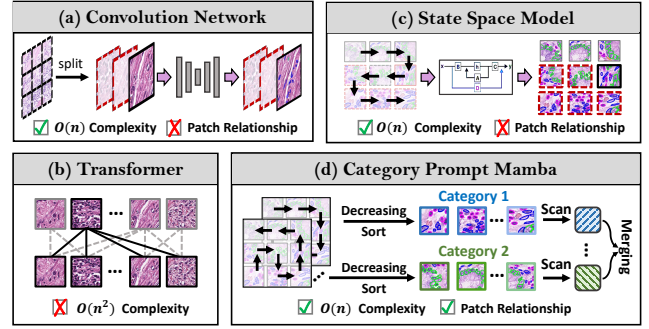 (a) Convolution Network
split
O(n) Complexity
Patch Relationship
(c) State Space Model
x
B
h
C
y
A
D
O(n) Complexity
Patch Relationship
(b) Transformer
...
...
O(n²) Complexity
(d) Category Prompt Mamba
Decreasing
Sort
Category 1
...
Scan
Category 2
Decreasing
Sort
...
Scan
Merging
O(n) Complexity
Patch Relationship